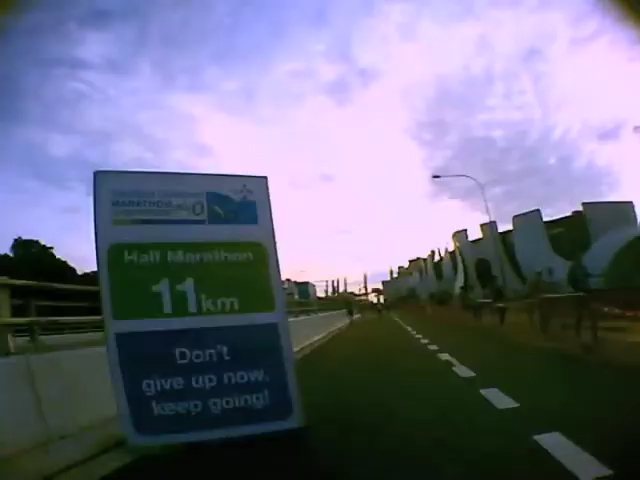 MARATHON
Half Marathon
11km
Don't
give up now,
keep going!